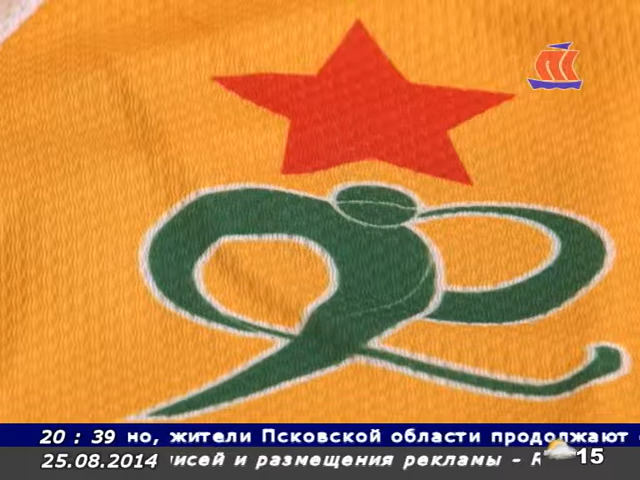 20 : 39 но, жители Псковской области продолжают
25.08.2014 исей и размещения рекламы - 15